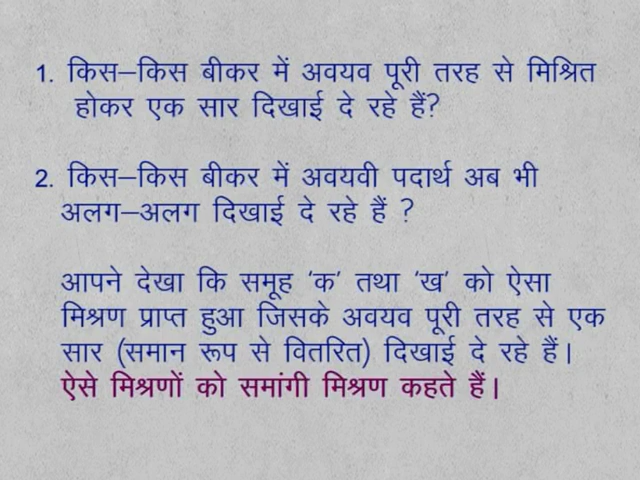 1. किस–किस बीकर में अवयव पूरी तरह से मिश्रित
होकर एक सार दिखाई दे रहे हैं?
2. किस–किस बीकर में अवयवी पदार्थ अब भी
अलग–अलग दिखाई दे रहे हैं ?
आपने देखा कि समूह 'क' तथा 'ख' को ऐसा
मिश्रण प्राप्त हुआ जिसके अवयव पूरी तरह से एक
सार (समान रूप से वितरित) दिखाई दे रहे हैं।
ऐसे मिश्रणों को समांगी मिश्रण कहते हैं।